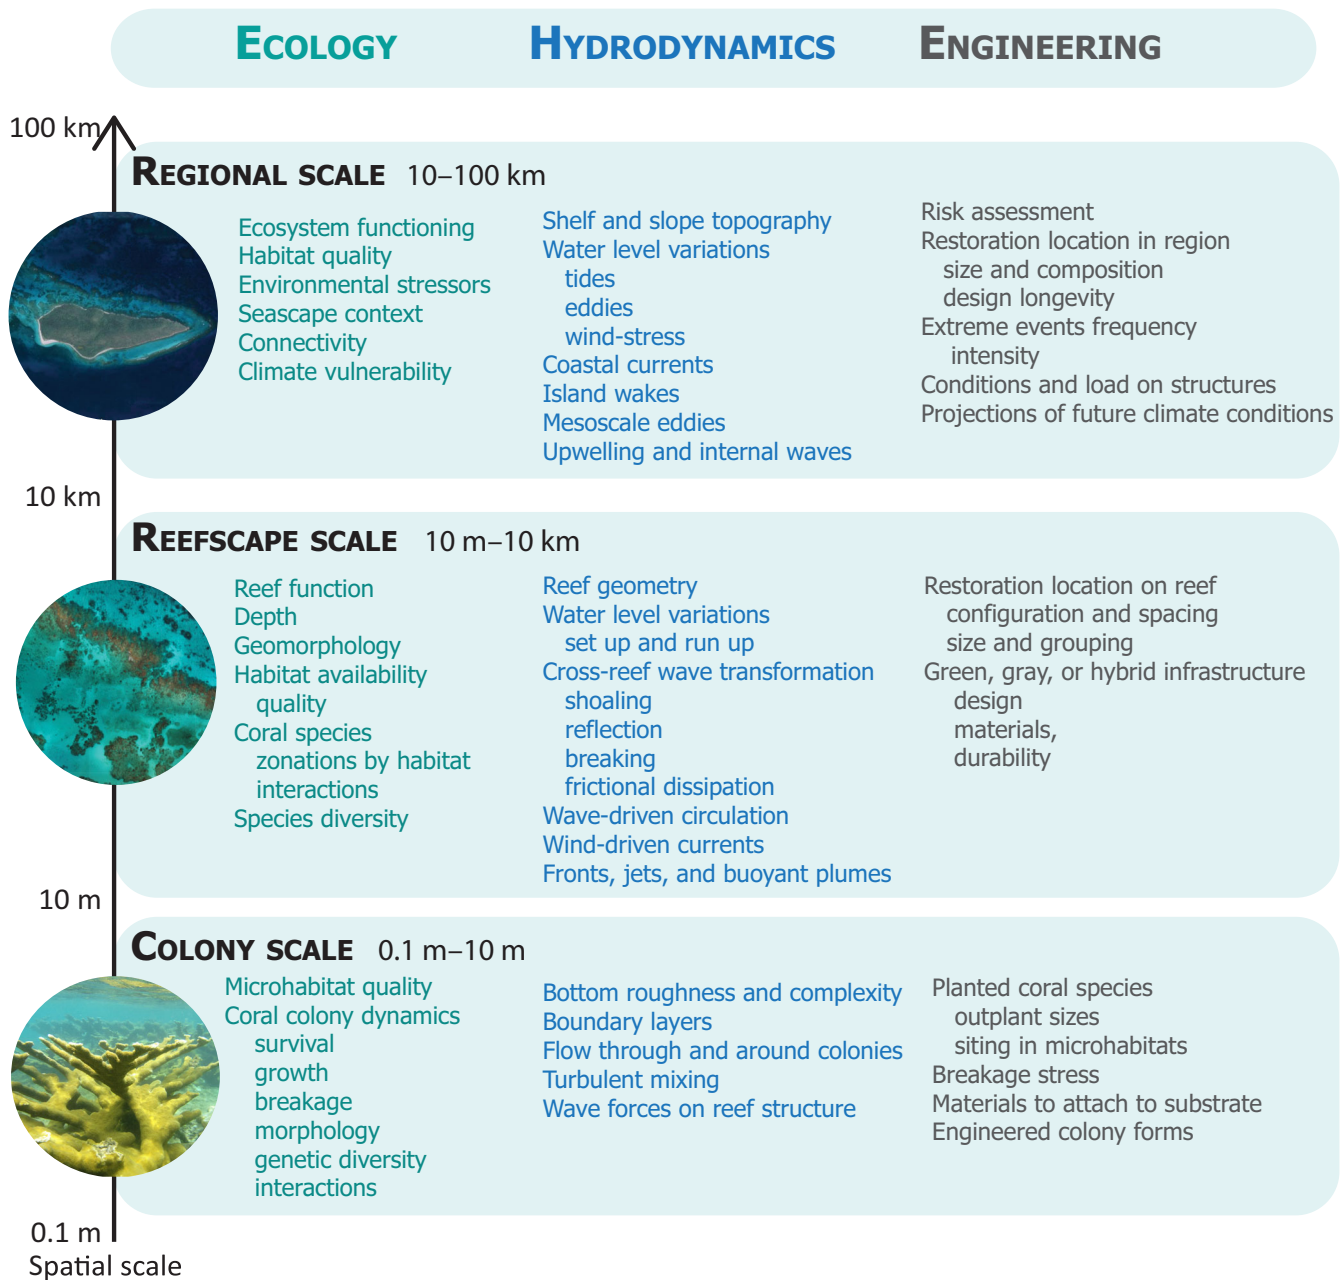 ECOLOGY HYDRODYNAMICS ENGINEERING
100 km
REGIONAL SCALE 10–100 km
Ecosystem functioning
Habitat quality
Environmental stressors
Seascape context
Connectivity
Climate vulnerability
Shelf and slope topography
Water level variations
tides
eddies
wind-stress
Coastal currents
Island wakes
Mesoscale eddies
Upwelling and internal waves
Risk assessment
Restoration location in region
size and composition
design longevity
Extreme events frequency
intensity
Conditions and load on structures
Projections of future climate conditions
10 km
REEFSCAPE SCALE 10 m–10 km
Reef function
Depth
Geomorphology
Habitat availability
quality
Coral species
zonations by habitat
interactions
Species diversity
Reef geometry
Water level variations
set up and run up
Cross-reef wave transformation
shoaling
reflection
breaking
frictional dissipation
Wave-driven circulation
Wind-driven currents
Fronts, jets, and buoyant plumes
Restoration location on reef
configuration and spacing
size and grouping
Green, gray, or hybrid infrastructure
design
materials,
durability
10 m
COLONY SCALE 0.1 m–10 m
Microhabitat quality
Coral colony dynamics
survival
growth
breakage
morphology
genetic diversity
interactions
Bottom roughness and complexity
Boundary layers
Flow through and around colonies
Turbulent mixing
Wave forces on reef structure
Planted coral species
outplant sizes
siting in microhabitats
Breakage stress
Materials to attach to substrate
Engineered colony forms
0.1 m
Spatial scale